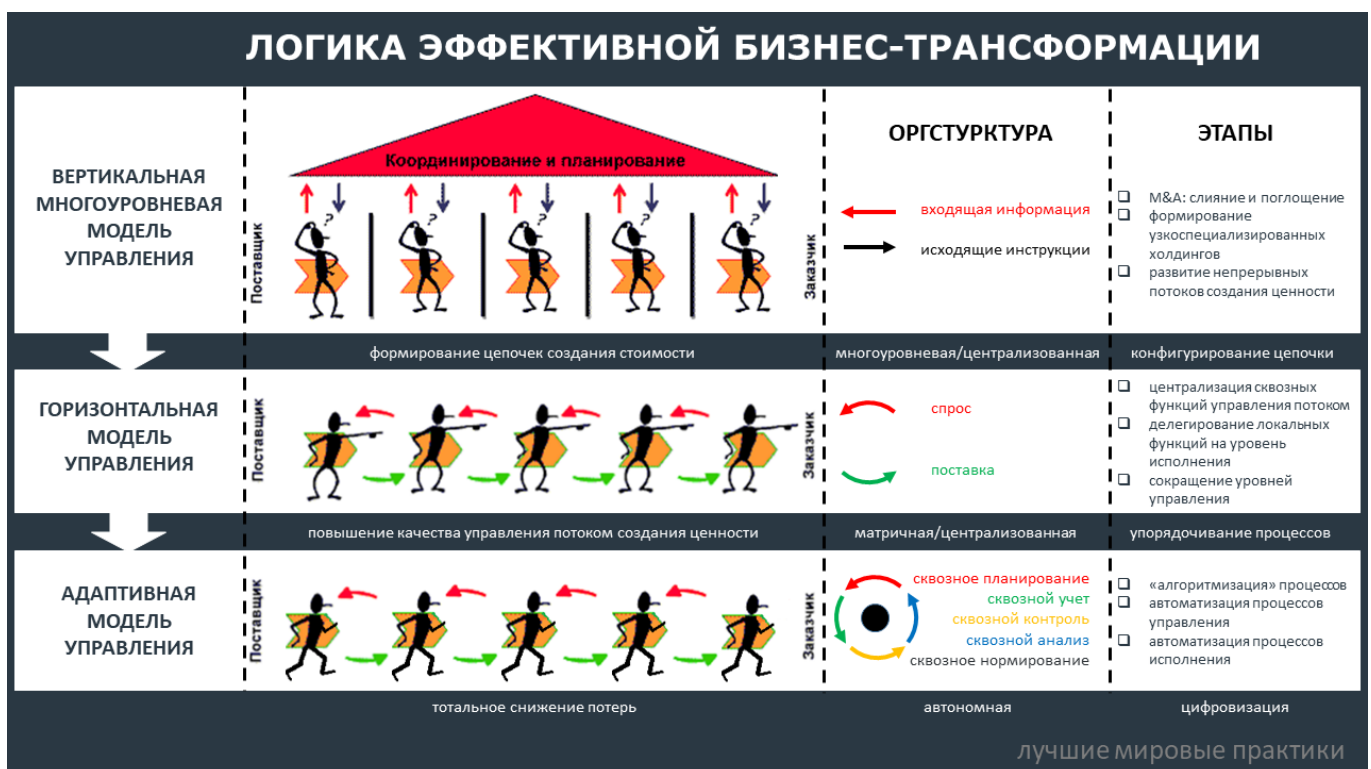 ЛОГИКА ЭФФЕКТИВНОЙ БИЗНЕС-ТРАНСФОРМАЦИИ
ВЕРТИКАЛЬНАЯ
МНОГОУРОВНЕВАЯ
МОДЕЛЬ
УПРАВЛЕНИЯ
Координирование и планирование
?
?
?
?
?
Поставщик
Заказчик
ОРГСТУРКТУРА
входящая информация
исходящие инструкции
ЭТАПЫ
M&A: слияние и поглощение
формирование
узкоспециализированных
холдингов
развитие непрерывных
потоков создания ценности
формирование цепочек создания стоимости
многоуровневая/централизованная
конфигурирование цепочки
ГОРИЗОНТАЛЬНАЯ
МОДЕЛЬ
УПРАВЛЕНИЯ
Поставщик
Заказчик
спрос
поставка
централизация сквозных
функций управления потоком
делегирование локальных
функций на уровень
исполнения
сокращение уровней
управления
повышение качества управления потоком создания ценности
матричная/централизованная
упорядочивание процессов
АДАПТИВНАЯ
МОДЕЛЬ
УПРАВЛЕНИЯ
Поставщик
Заказчик
сквозное планирование
сквозной учет
сквозной контроль
сквозной анализ
сквозное нормирование
«алгоритмизация» процессов
автоматизация процессов
управления
автоматизация процессов
исполнения
тотальное снижение потерь
автономная
цифровизация
лучшие мировые практики